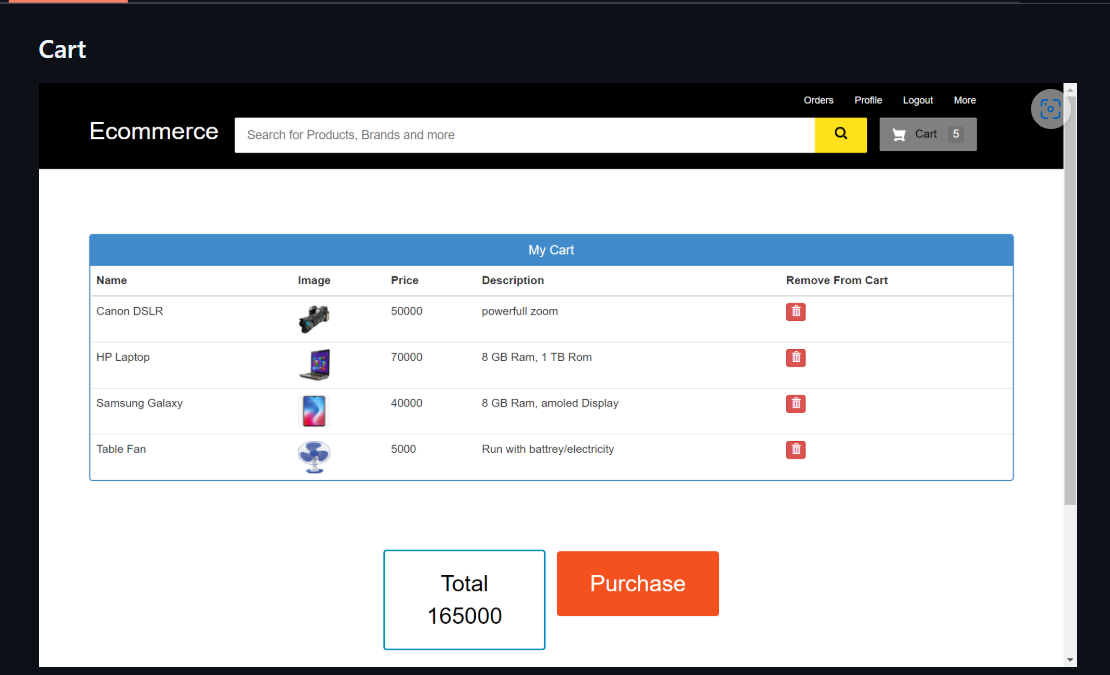 Cart
Orders Profile Logout More
Ecommerce Search for Products, Brands and more Cart 5
My Cart
Name Image Price Description Remove From Cart
Canon DSLR 50000 powerfull zoom
HP Laptop 70000 8 GB Ram, 1 TB Rom
Samsung Galaxy 40000 8 GB Ram, amoled Display
Table Fan 5000 Run with battrey/electricity
Total
165000
Purchase